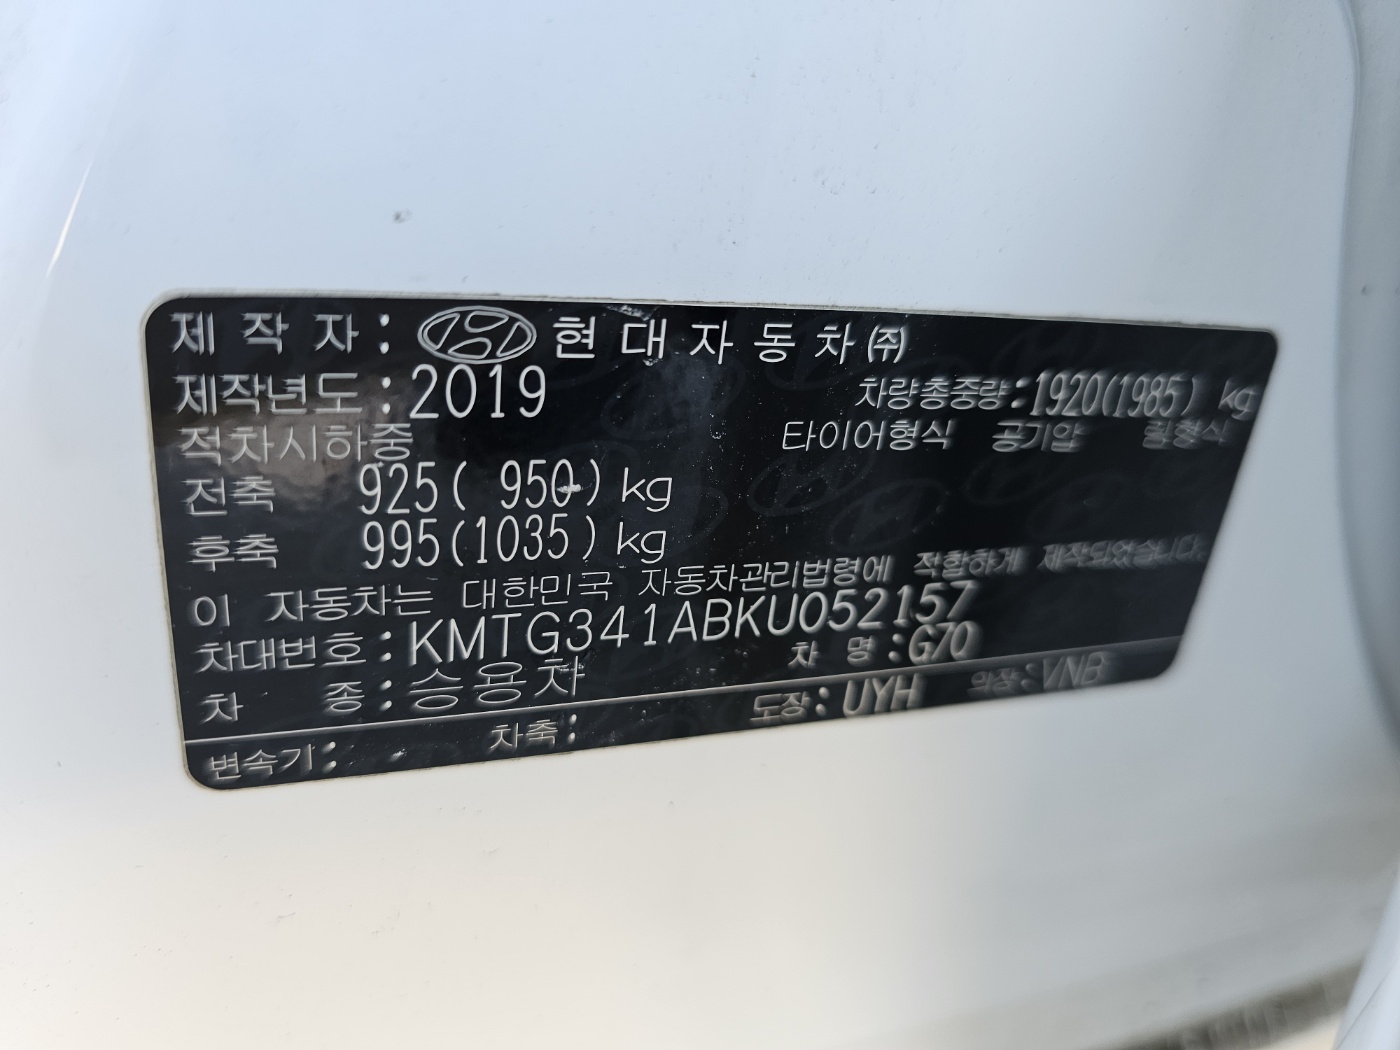 제 작 자 : 현 대 자 동 차 ㈜
제작년도 : 2019 차량총중량 : 1920(1985) kg
적차시하중 타이어형식 공기압 림형식
전축 925( 950 ) kg
후축 995(1035) kg
이 자동차는 대한민국 자동차관리법령에 적합하게 제작되었습니다.
차대번호 : KMTG341ABKU052157
차 종 : 승용차 차 명 : G70
변속기 : 차축 : 도장 : UYH 의장 : VNB